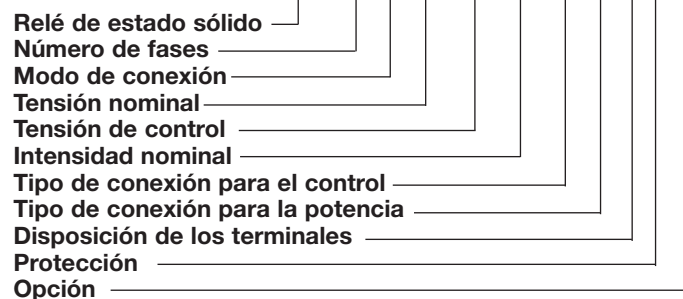 Relé de estado sólido
Número de fases
Modo de conexión
Tensión nominal
Tensión de control
Intensidad nominal
Tipo de conexión para el control
Tipo de conexión para la potencia
Disposición de los terminales
Protección
Opción